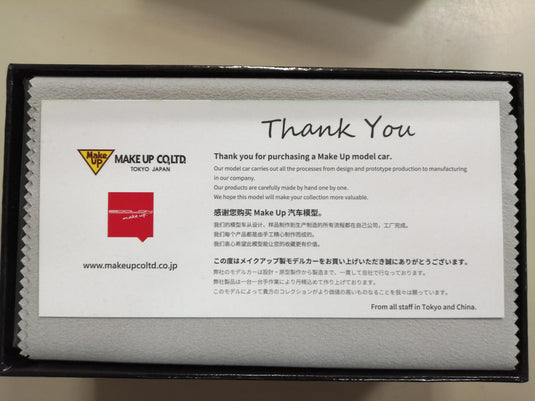 Thank You
Make Up
MAKE UP CO.,LTD.
TOKYO JAPAN
make up
www.makeupcoltd.co.jp
Thank you for purchasing a Make Up model car.
Our model car carries out all the processes from design and prototype production to manufacturing
in our company.
Our products are carefully made by hand one by one.
We hope this model will make your collection more valuable.
感谢您购买 Make Up 汽车模型。
我们的模型车从设计、样品制作到生产制造的所有流程都在自己公司，工厂完成。
我们每个产品都是由手工精心制作而成的。
我们衷心希望此模型能让您的收藏更有价值。
この度はメイクアップ製モデルカーをお買い上げいただき誠にありがとうございます。
弊社のモデルカーは設計・原型製作から製造まで、一貫して自社で行なっております。
弊社製品は一台一台手作業により丹精込めて作り上げております。
このモデルによって貴方のコレクションがより価値の高いものなることを我々は願っています。
From all staff in Tokyo and China.